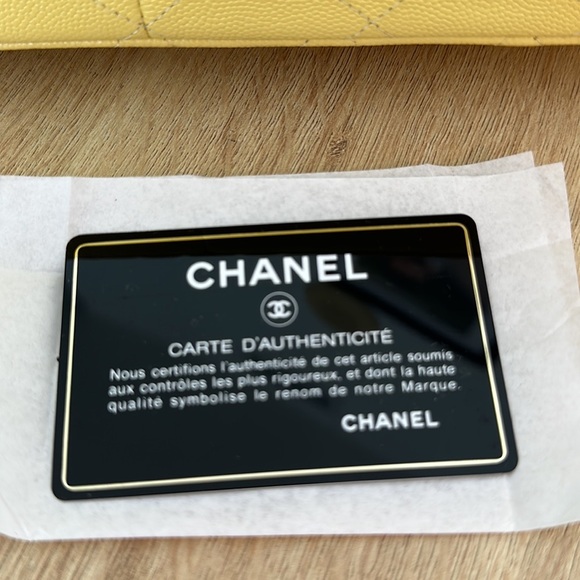 CHANEL
CARTE D'AUTHENTICITÉ
Nous certifions l'authenticité de cet article soumis
aux contrôles les plus rigoureux, et dont la haute
qualité symbolise le renom de notre Marque.
CHANEL